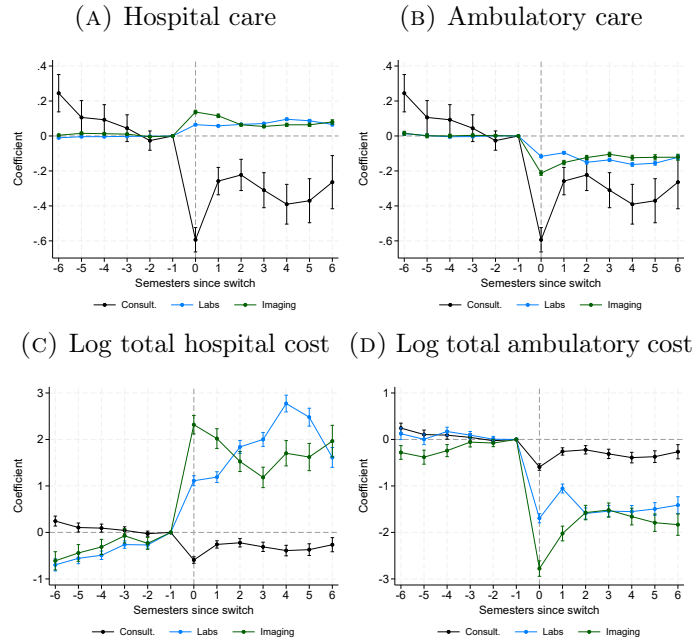 (A) Hospital care
.4
.2
0
.4
.6
Coefficient
-6 -5 -4 -3 -2 -1 0 1 2 3 4 5 6
Semesters since switch
Consult. Labs Imaging
(B) Ambulatory care
.4
.2
0
.2
.4
.6
Coefficient
-6 -5 -4 -3 -2 -1 0 1 2 3 4 5 6
Semesters since switch
Consult. Labs Imaging
(C) Log total hospital cost
3
2
1
0
-1
Coefficient
-6 -5 -4 -3 -2 -1 0 1 2 3 4 5 6
Semesters since switch
Consult. Labs Imaging
(D) Log total ambulatory cost
1
0
-1
-2
-3
Coefficient
-6 -5 -4 -3 -2 -1 0 1 2 3 4 5 6
Semesters since switch
Consult. Labs Imaging